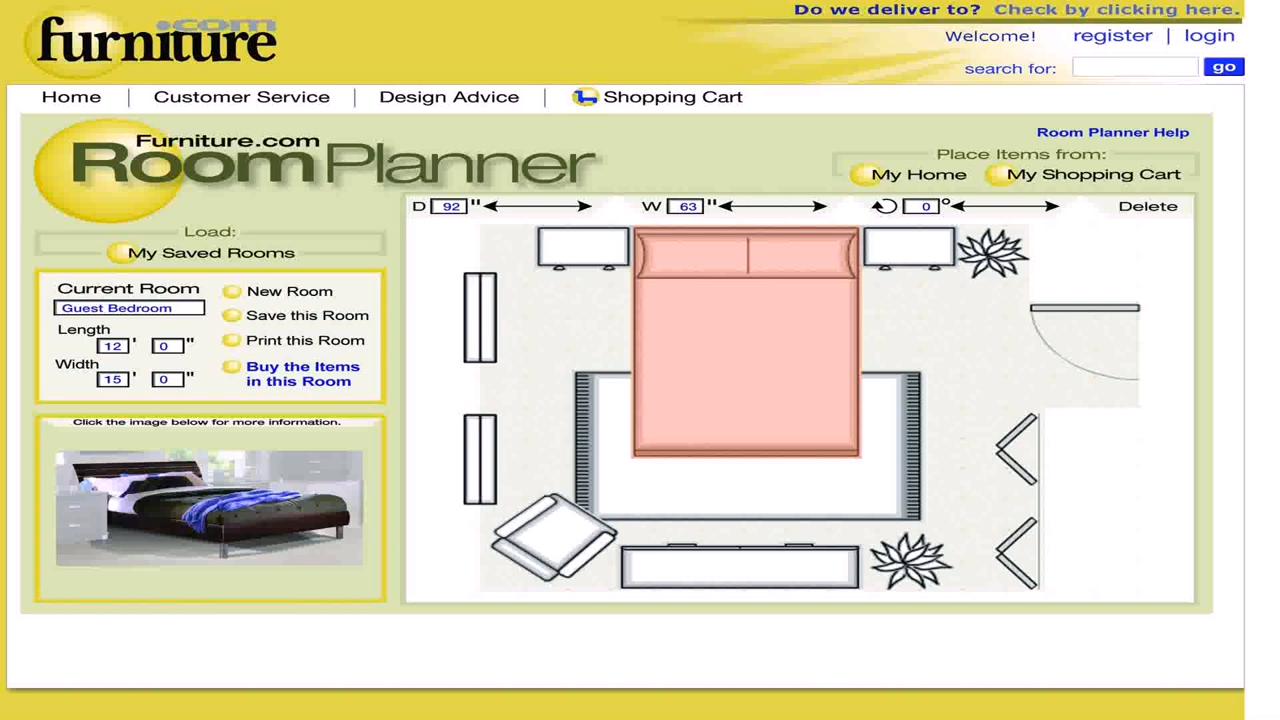 Do we deliver to? Check by clicking here.
furniture.com
Welcome! register | login
search for: go
Home | Customer Service | Design Advice | Shopping Cart
Room Planner Help
Furniture.com
Room Planner
Place Items from:
My Home My Shopping Cart
D 92" W 63" 0° Delete
Load:
My Saved Rooms
Current Room
Guest Bedroom
Length
12 ' 0 "
Width
15 ' 0 "
New Room
Save this Room
Print this Room
Buy the Items
in this Room
Click the image below for more information.